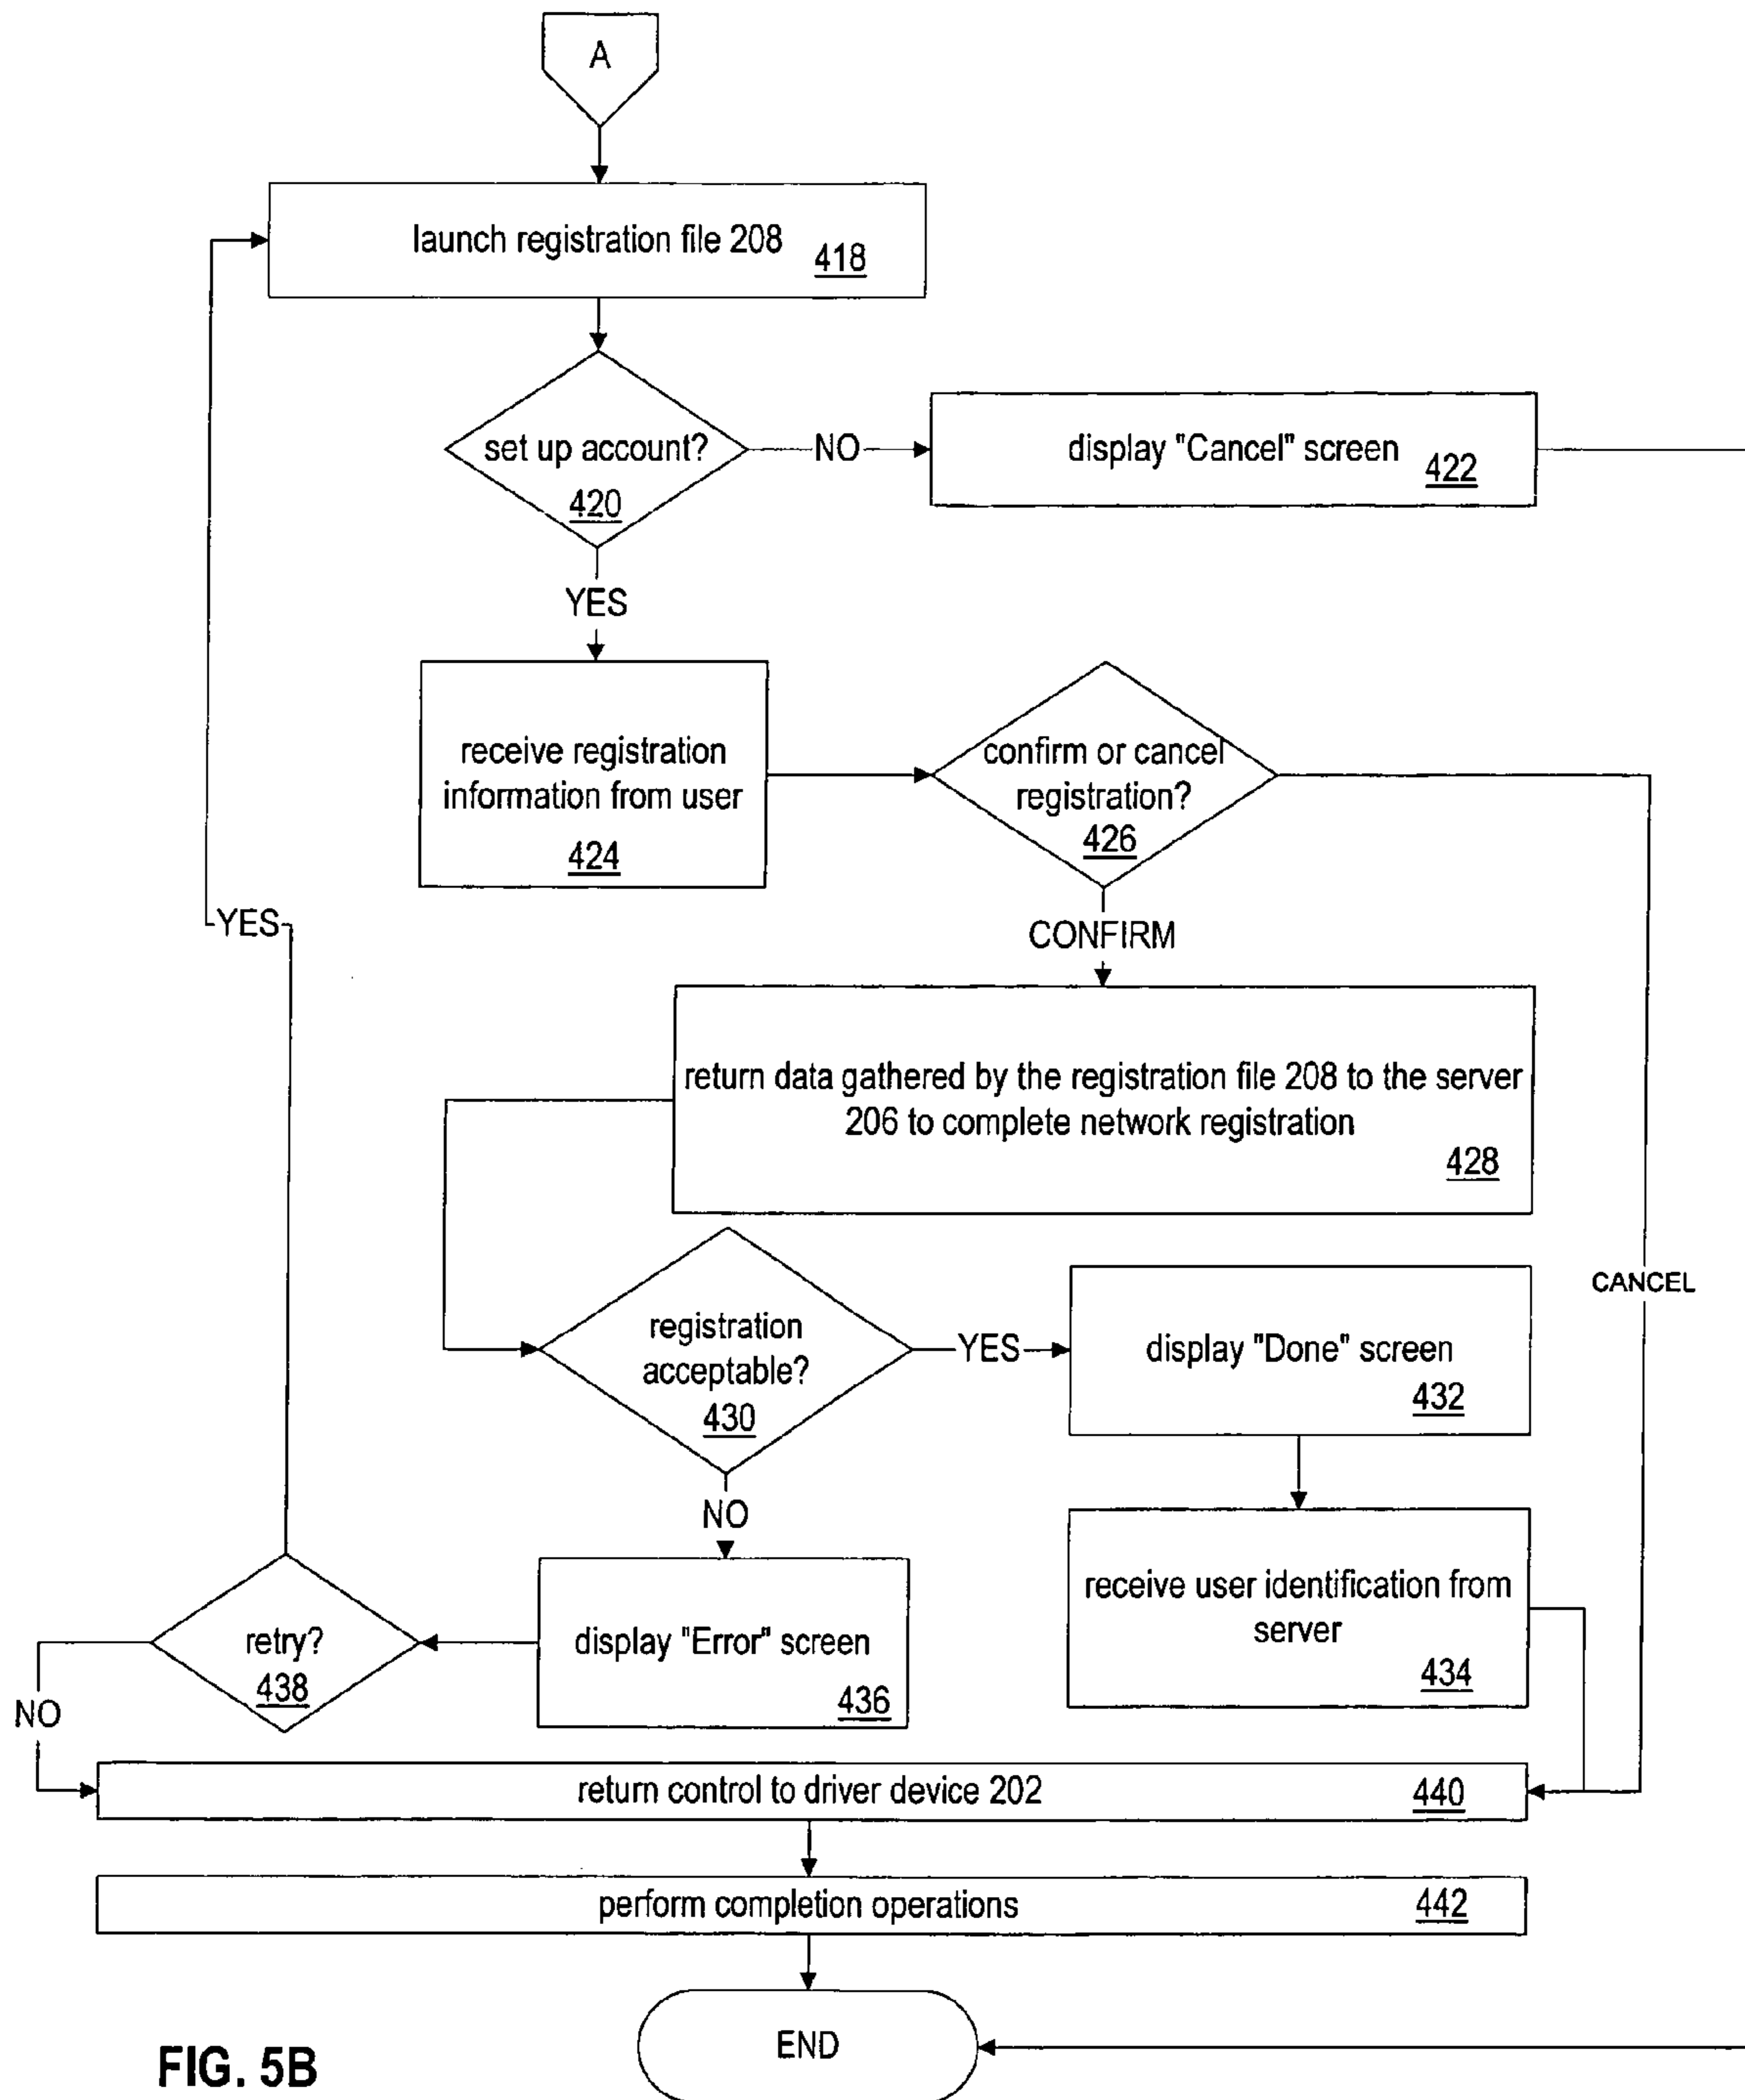 A
launch registration file 208
418
set up account?
420
NO
display "Cancel" screen
422
YES
receive registration
information from user
424
confirm or cancel
registration?
426
YES
CONFIRM
return data gathered by the registration file 208 to the server
206 to complete network registration
428
CANCEL
registration
acceptable?
430
YES
display "Done" screen
432
NO
receive user identification from
server
434
display "Error" screen
436
retry?
438
NO
return control to driver device 202
440
perform completion operations
442
END
FIG. 5B